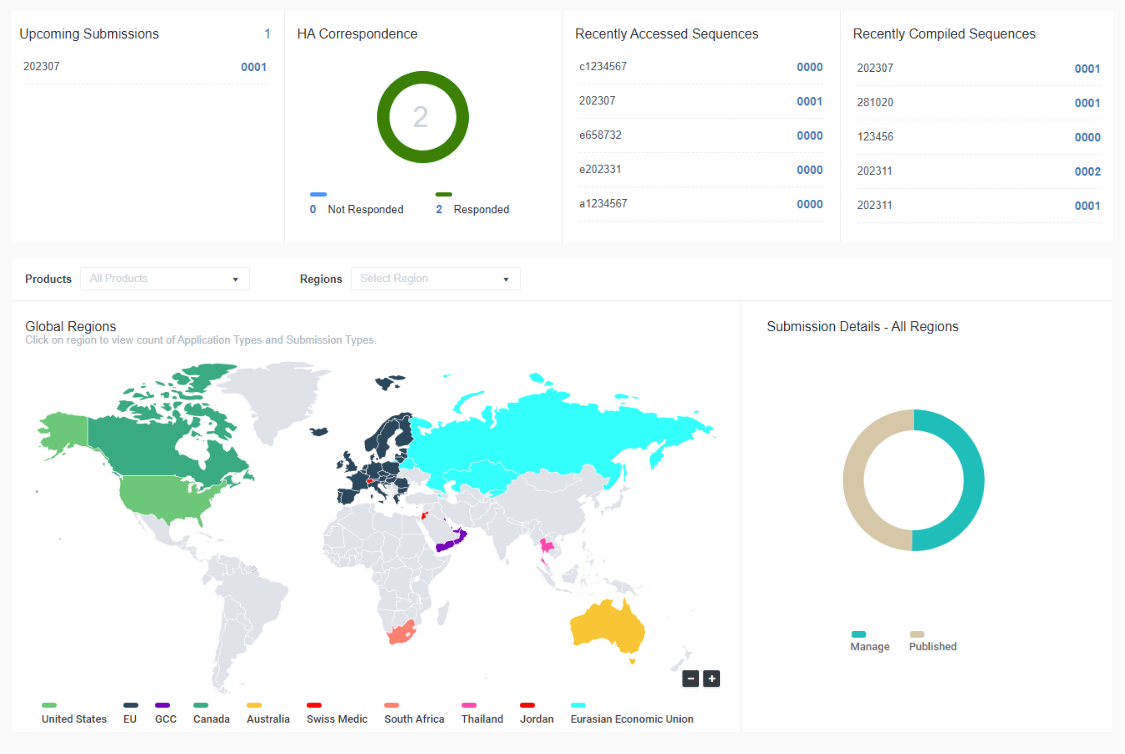 Upcoming Submissions 1
202307 0001
HA Correspondence
2
0 Not Responded 2 Responded
Recently Accessed Sequences
c1234567 0000
202307 0001
e658732 0000
e202331 0000
a1234567 0000
Recently Compiled Sequences
202307 0001
281020 0001
123456 0000
202311 0002
202311 0001
Products All Products Regions Select Region
Global Regions
Click on region to view count of Application Types and Submission Types.
− +
United States EU GCC Canada Australia Swiss Medic South Africa Thailand Jordan Eurasian Economic Union
Submission Details - All Regions
Manage Published